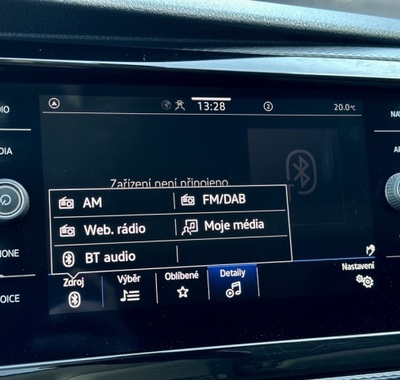 13:28
2
20.0°C
Zařízení není připojeno
AM
FM/DAB
Web. rádio
Moje média
BT audio
Zdroj
Výběr
Oblíbené
Detaily
Nastavení